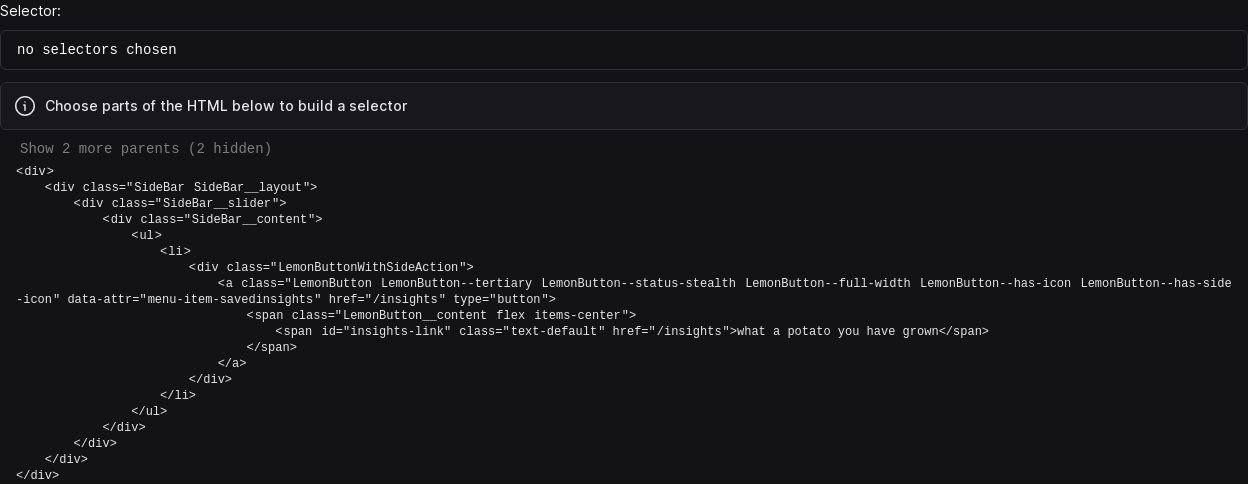 Selector:
no selectors chosen
Choose parts of the HTML below to build a selector
Show 2 more parents (2 hidden)
<div>
    <div class="SideBar SideBar__layout">
        <div class="SideBar__slider">
            <div class="SideBar__content">
                <ul>
                    <li>
                        <div class="LemonButtonWithSideAction">
                            <a class="LemonButton LemonButton--tertiary LemonButton--status-stealth LemonButton--full-width LemonButton--has-icon LemonButton--has-side
-icon" data-attr="menu-item-savedinsights" href="/insights" type="button">
                                <span class="LemonButton__content flex items-center">
                                    <span id="insights-link" class="text-default" href="/insights">what a potato you have grown</span>
                                </span>
                            </a>
                        </div>
                    </li>
                </ul>
            </div>
        </div>
    </div>
</div>